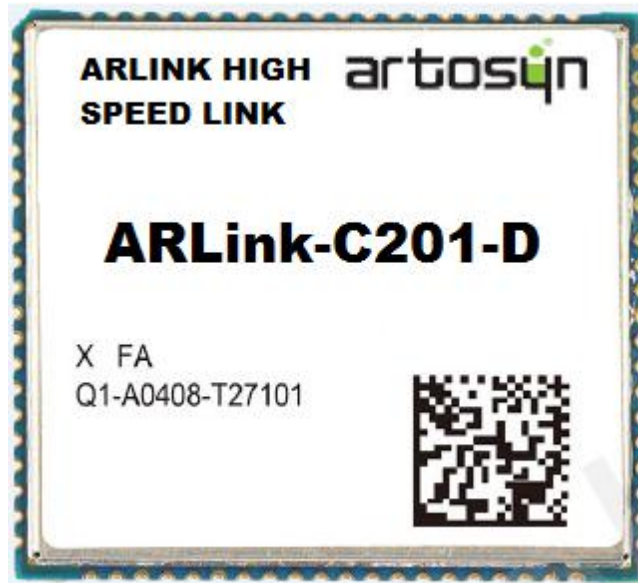 ARLINK HIGH
SPEED LINK
artosyn
ARLink-C201-D
X FA
Q1-A0408-T27101